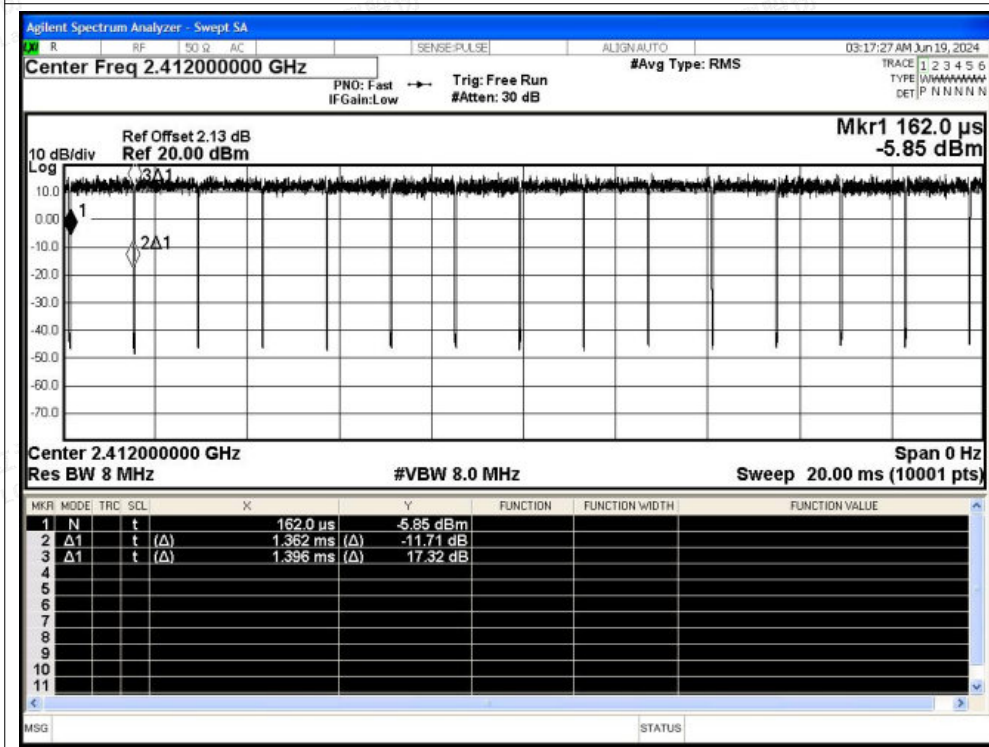 Agilent Spectrum Analyzer - Swept SA
LXI R RF 50 Ω AC SENSE:PULSE ALIGN AUTO 03:17:27 AM Jun 19, 2024
Center Freq 2.412000000 GHz #Avg Type: RMS TRACE 1 2 3 4 5 6
PNO: Fast Trig: Free Run TYPE WWWWWW
IFGain:Low #Atten: 30 dB DET P N N N N N
Mkr1 162.0 µs
Ref Offset 2.13 dB
10 dB/div Ref 20.00 dBm -5.85 dBm
Log
3Δ1
10.0
1
0.00
2Δ1
-10.0
-20.0
-30.0
-40.0
-50.0
-60.0
-70.0
Center 2.412000000 GHz Span 0 Hz
Res BW 8 MHz #VBW 8.0 MHz Sweep 20.00 ms (10001 pts)
MKR MODE TRC SCL X Y FUNCTION FUNCTION WIDTH FUNCTION VALUE
1 N t 162.0 µs -5.85 dBm
2 Δ1 t (Δ) 1.362 ms (Δ) -11.71 dB
3 Δ1 t (Δ) 1.396 ms (Δ) 17.32 dB
4
5
6
7
8
9
10
11
MSG STATUS